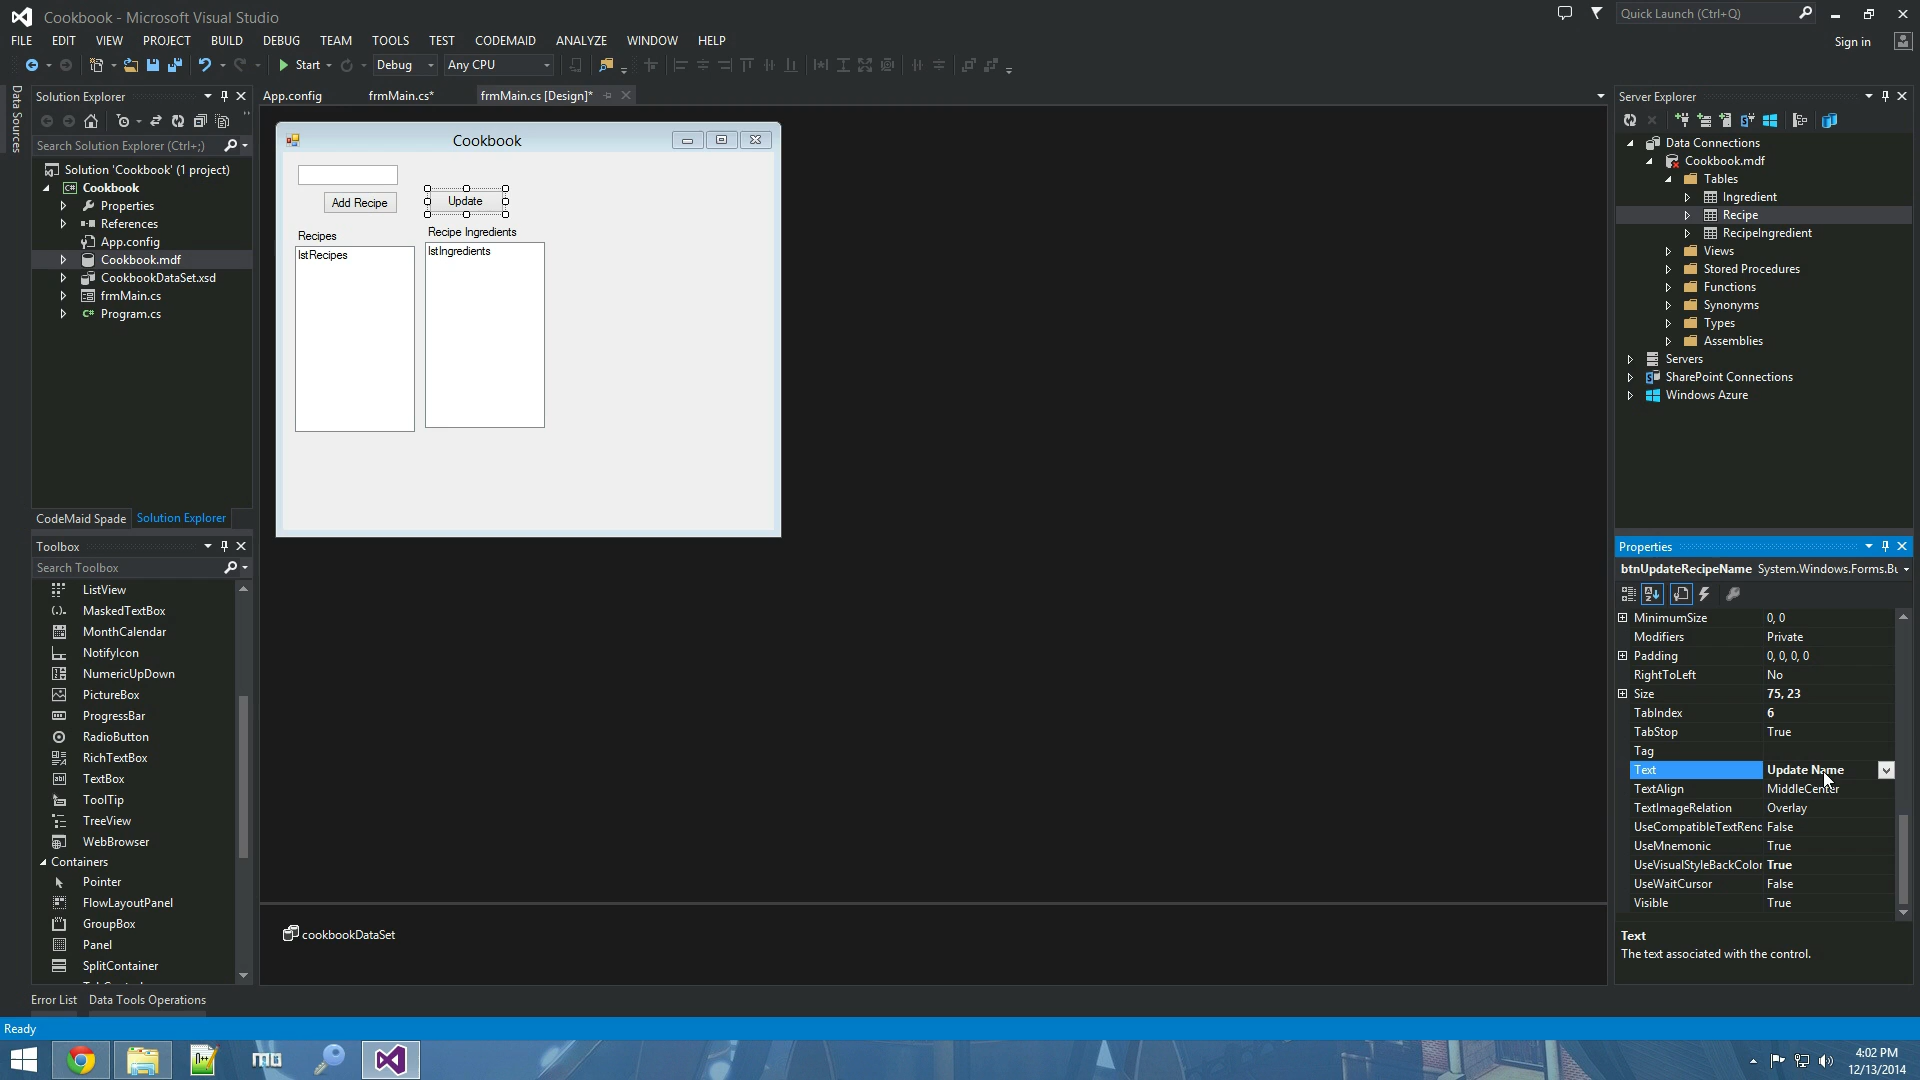 Cookbook - Microsoft Visual Studio
Quick Launch (Ctrl+Q)
FILE EDIT VIEW PROJECT BUILD DEBUG TEAM TOOLS TEST CODEMAID ANALYZE WINDOW HELP
Sign in
Start Debug Any CPU
Data Sources
Solution Explorer
Search Solution Explorer (Ctrl+;)
Solution 'Cookbook' (1 project)
Cookbook
Properties
References
App.config
Cookbook.mdf
CookbookDataSet.xsd
frmMain.cs
Program.cs
CodeMaid Spade Solution Explorer
Toolbox
Search Toolbox
ListView
MaskedTextBox
MonthCalendar
NotifyIcon
NumericUpDown
PictureBox
ProgressBar
RadioButton
RichTextBox
TextBox
ToolTip
TreeView
WebBrowser
Containers
Pointer
FlowLayoutPanel
GroupBox
Panel
SplitContainer
App.config frmMain.cs* frmMain.cs [Design]*
Cookbook
Add Recipe
Update
Recipes
Recipe Ingredients
lstRecipes
lstIngredients
cookbookDataSet
Server Explorer
Data Connections
Cookbook.mdf
Tables
Ingredient
Recipe
RecipeIngredient
Views
Stored Procedures
Functions
Synonyms
Types
Assemblies
Servers
SharePoint Connections
Windows Azure
Properties
btnUpdateRecipeName System.Windows.Forms.Bu
MinimumSize 0, 0
Modifiers Private
Padding 0, 0, 0, 0
RightToLeft No
Size 75, 23
TabIndex 6
TabStop True
Tag
Text Update Name
TextAlign MiddleCenter
TextImageRelation Overlay
UseCompatibleTextRend False
UseMnemonic True
UseVisualStyleBackColor True
UseWaitCursor False
Visible True
Text
The text associated with the control.
Error List Data Tools Operations
Ready
4:02 PM
12/13/2014